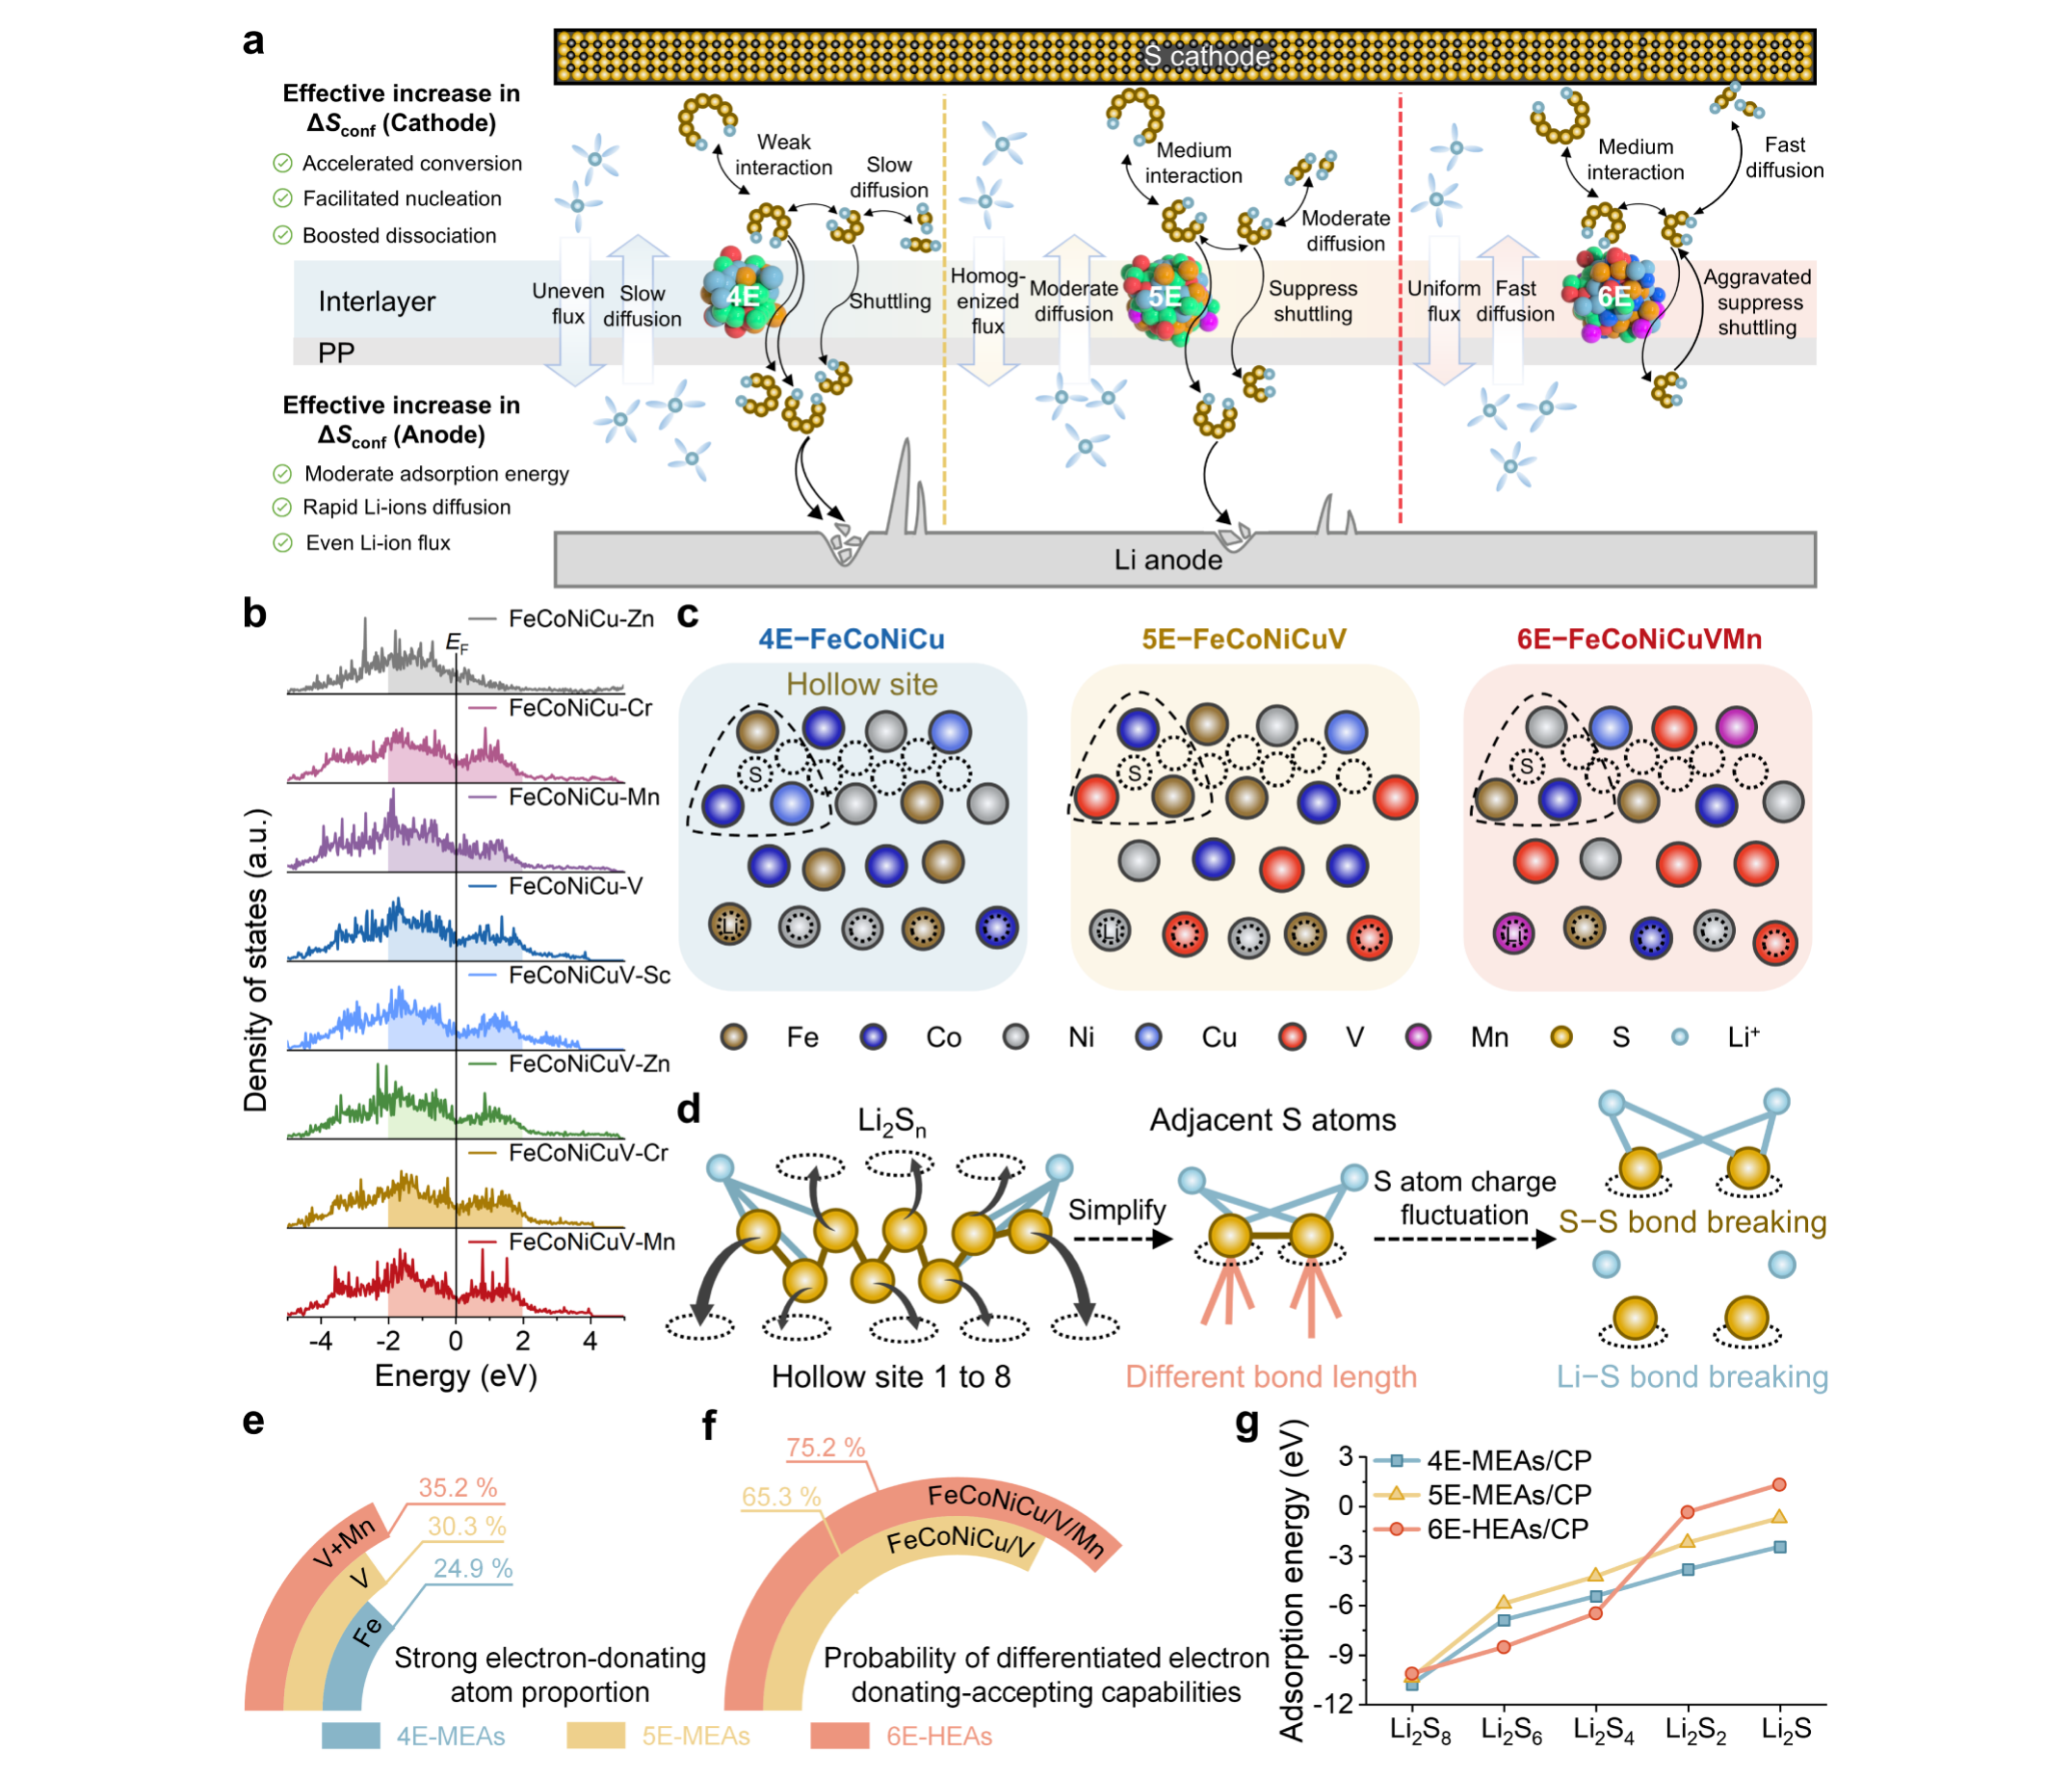 a
S cathode
Effective increase in
ΔSconf (Cathode)
Accelerated conversion
Facilitated nucleation
Boosted dissociation
Weak
interaction
Slow
diffusion
Medium
interaction
Moderate
diffusion
Medium
interaction
Fast
diffusion
Interlayer
PP
Uneven
flux
Slow
diffusion
4E
Shuttling
Homog-
enized
flux
Moderate
diffusion
5E
Suppress
shuttling
Uniform
flux
Fast
diffusion
6E
Aggravated
suppress
shuttling
Effective increase in
ΔSconf (Anode)
Moderate adsorption energy
Rapid Li-ions diffusion
Even Li-ion flux
Li anode
b
Density of states (a.u.)
EF
FeCoNiCu-Zn
FeCoNiCu-Cr
FeCoNiCu-Mn
FeCoNiCu-V
FeCoNiCuV-Sc
FeCoNiCuV-Zn
FeCoNiCuV-Cr
FeCoNiCuV-Mn
-4 -2 0 2 4
Energy (eV)
c
4E−FeCoNiCu
5E−FeCoNiCuV
6E−FeCoNiCuVMn
Hollow site
S
S
S
Li
Li
Li
Fe Co Ni Cu V Mn S Li⁺
d
Li₂Sₙ
Hollow site 1 to 8
Simplify
Adjacent S atoms
Different bond length
S atom charge
fluctuation
S−S bond breaking
Li−S bond breaking
e
35.2 %
30.3 %
24.9 %
V+Mn
V
Fe
Strong electron-donating
atom proportion
f
75.2 %
65.3 %
FeCoNiCu/V/Mn
FeCoNiCu/V
Probability of differentiated electron
donating-accepting capabilities
4E-MEAs 5E-MEAs 6E-HEAs
g
Adsorption energy (eV)
3
0
-3
-6
-9
-12
4E-MEAs/CP
5E-MEAs/CP
6E-HEAs/CP
Li₂S₈ Li₂S₆ Li₂S₄ Li₂S₂ Li₂S